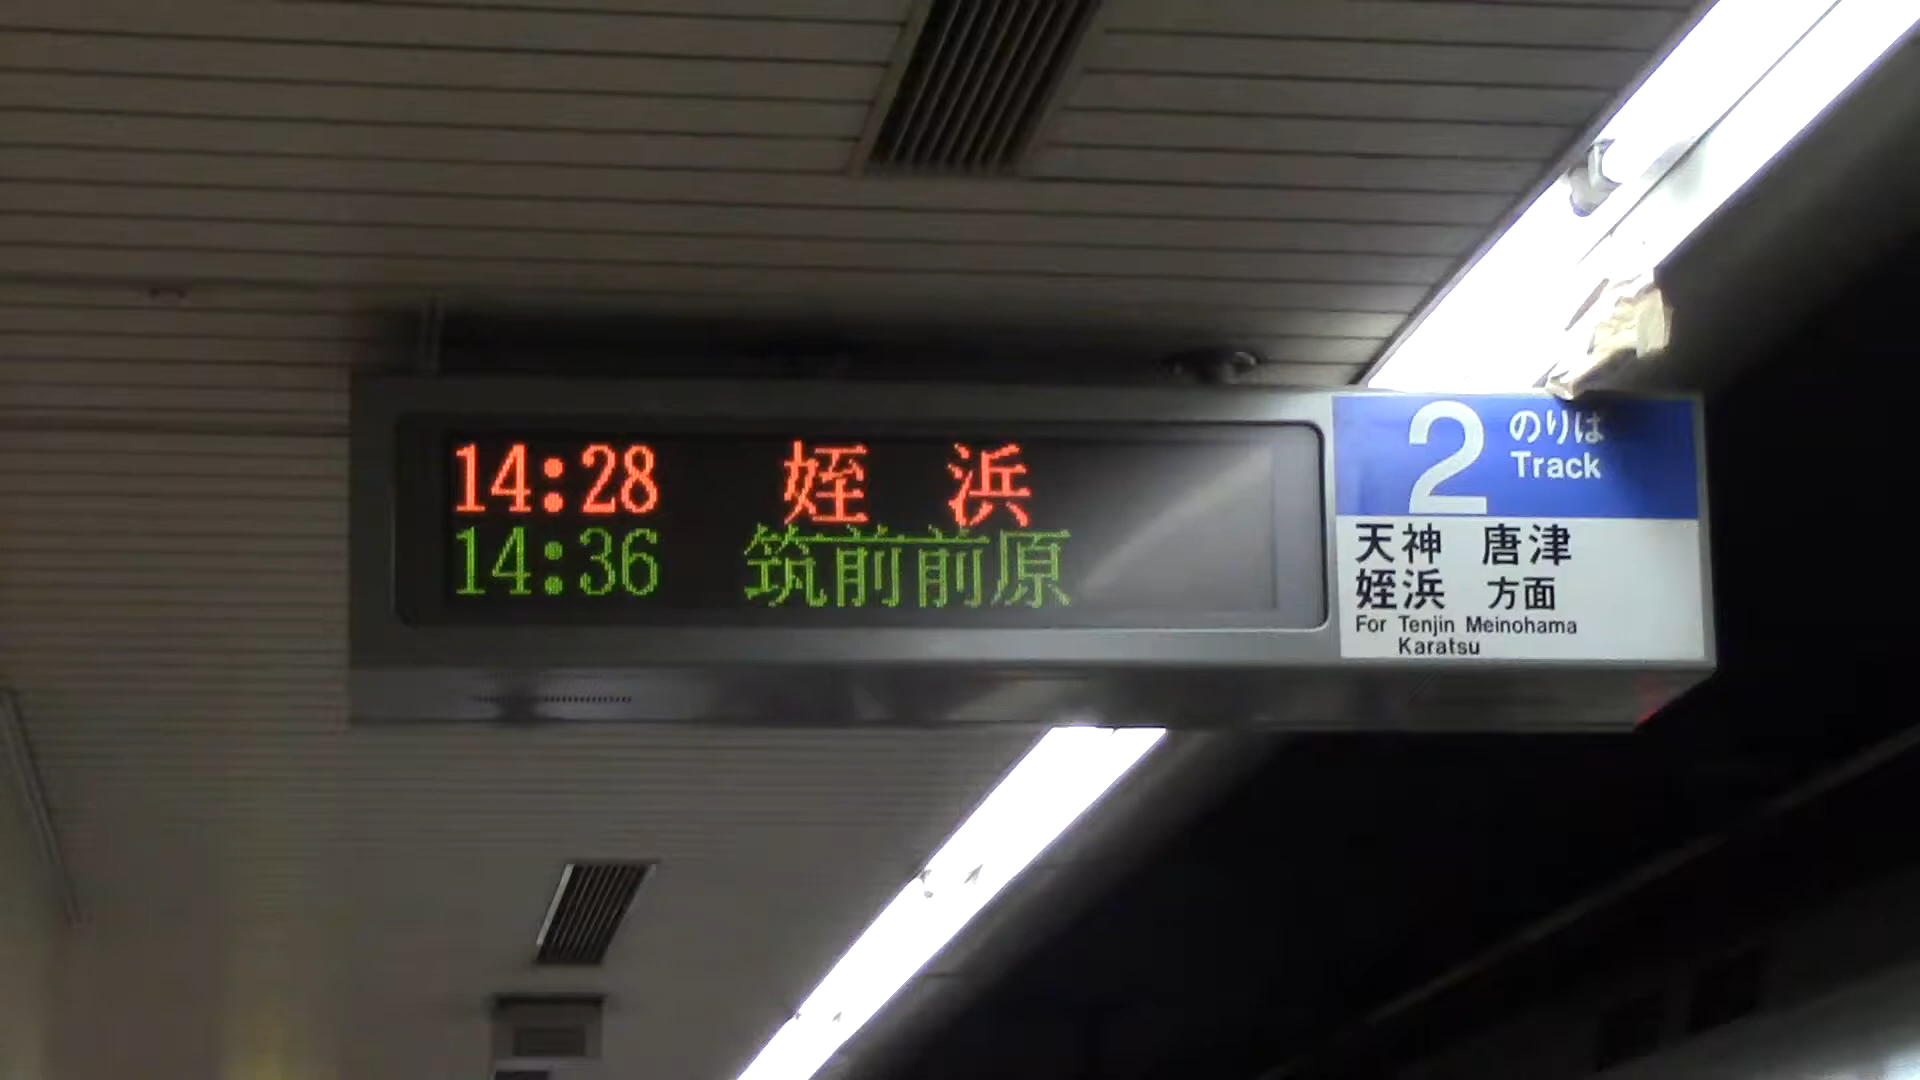 14:28 姪 浜
14:36 筑前前原
2 のりば
Track
天神 唐津
姪浜 方面
For Tenjin Meinohama
Karatsu